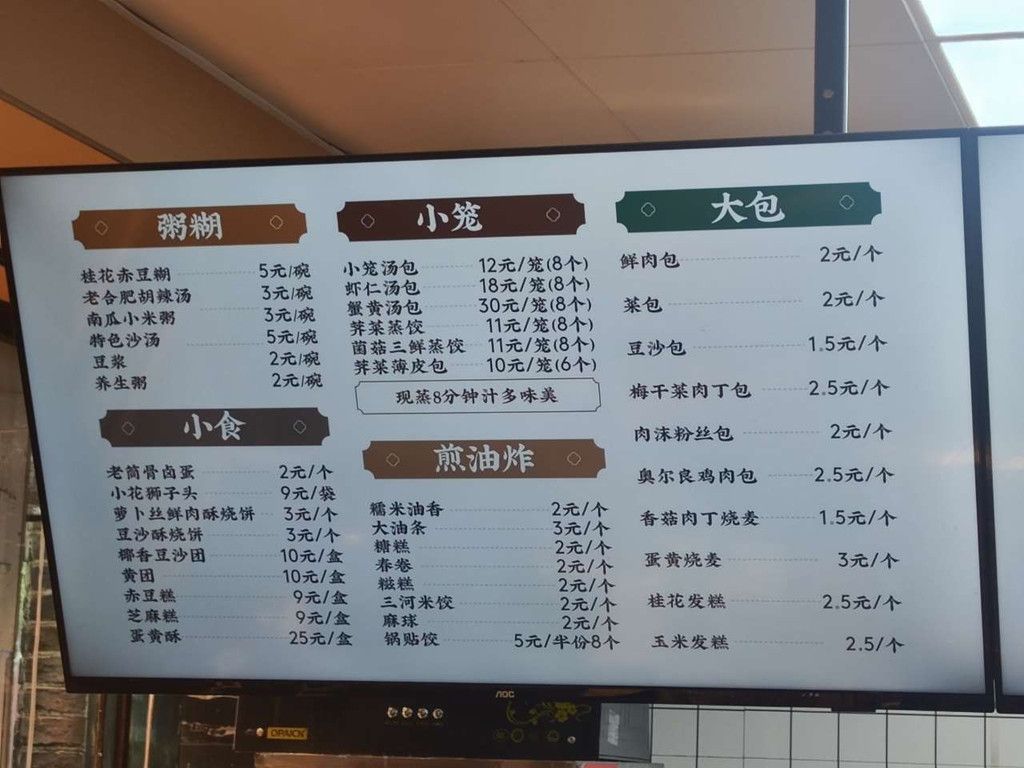 粥糊
桂花赤豆糊 5元/碗
老合肥胡辣汤 3元/碗
南瓜小米粥 3元/碗
特色沙汤 5元/碗
豆浆 2元/碗
养生粥 2元/碗
小食
老筒骨卤蛋 2元/个
小花狮子头 9元/袋
萝卜丝鲜肉酥烧饼 3元/个
豆沙酥烧饼 3元/个
椰香豆沙团 10元/盒
黄团 10元/盒
赤豆糕 9元/盒
芝麻糕 9元/盒
蛋黄酥 25元/盒
小笼
小笼汤包 12元/笼(8个)
虾仁汤包 18元/笼(8个)
蟹黄汤包 30元/笼(8个)
荠菜蒸饺 11元/笼(8个)
菌菇三鲜蒸饺 11元/笼(8个)
荠菜薄皮包 10元/笼(6个)
现蒸8分钟汁多味美
煎油炸
糯米油香 2元/个
大油条 3元/个
糖糕 2元/个
春卷 2元/个
糍糕 2元/个
三河米饺 2元/个
麻球 2元/个
锅贴饺 5元/半份8个
大包
鲜肉包 2元/个
菜包 2元/个
豆沙包 1.5元/个
梅干菜肉丁包 2.5元/个
肉沫粉丝包 2元/个
奥尔良鸡肉包 2.5元/个
香菇肉丁烧麦 1.5元/个
蛋黄烧麦 3元/个
桂花发糕 2.5元/个
玉米发糕 2.5/个
AOC
OPAICK